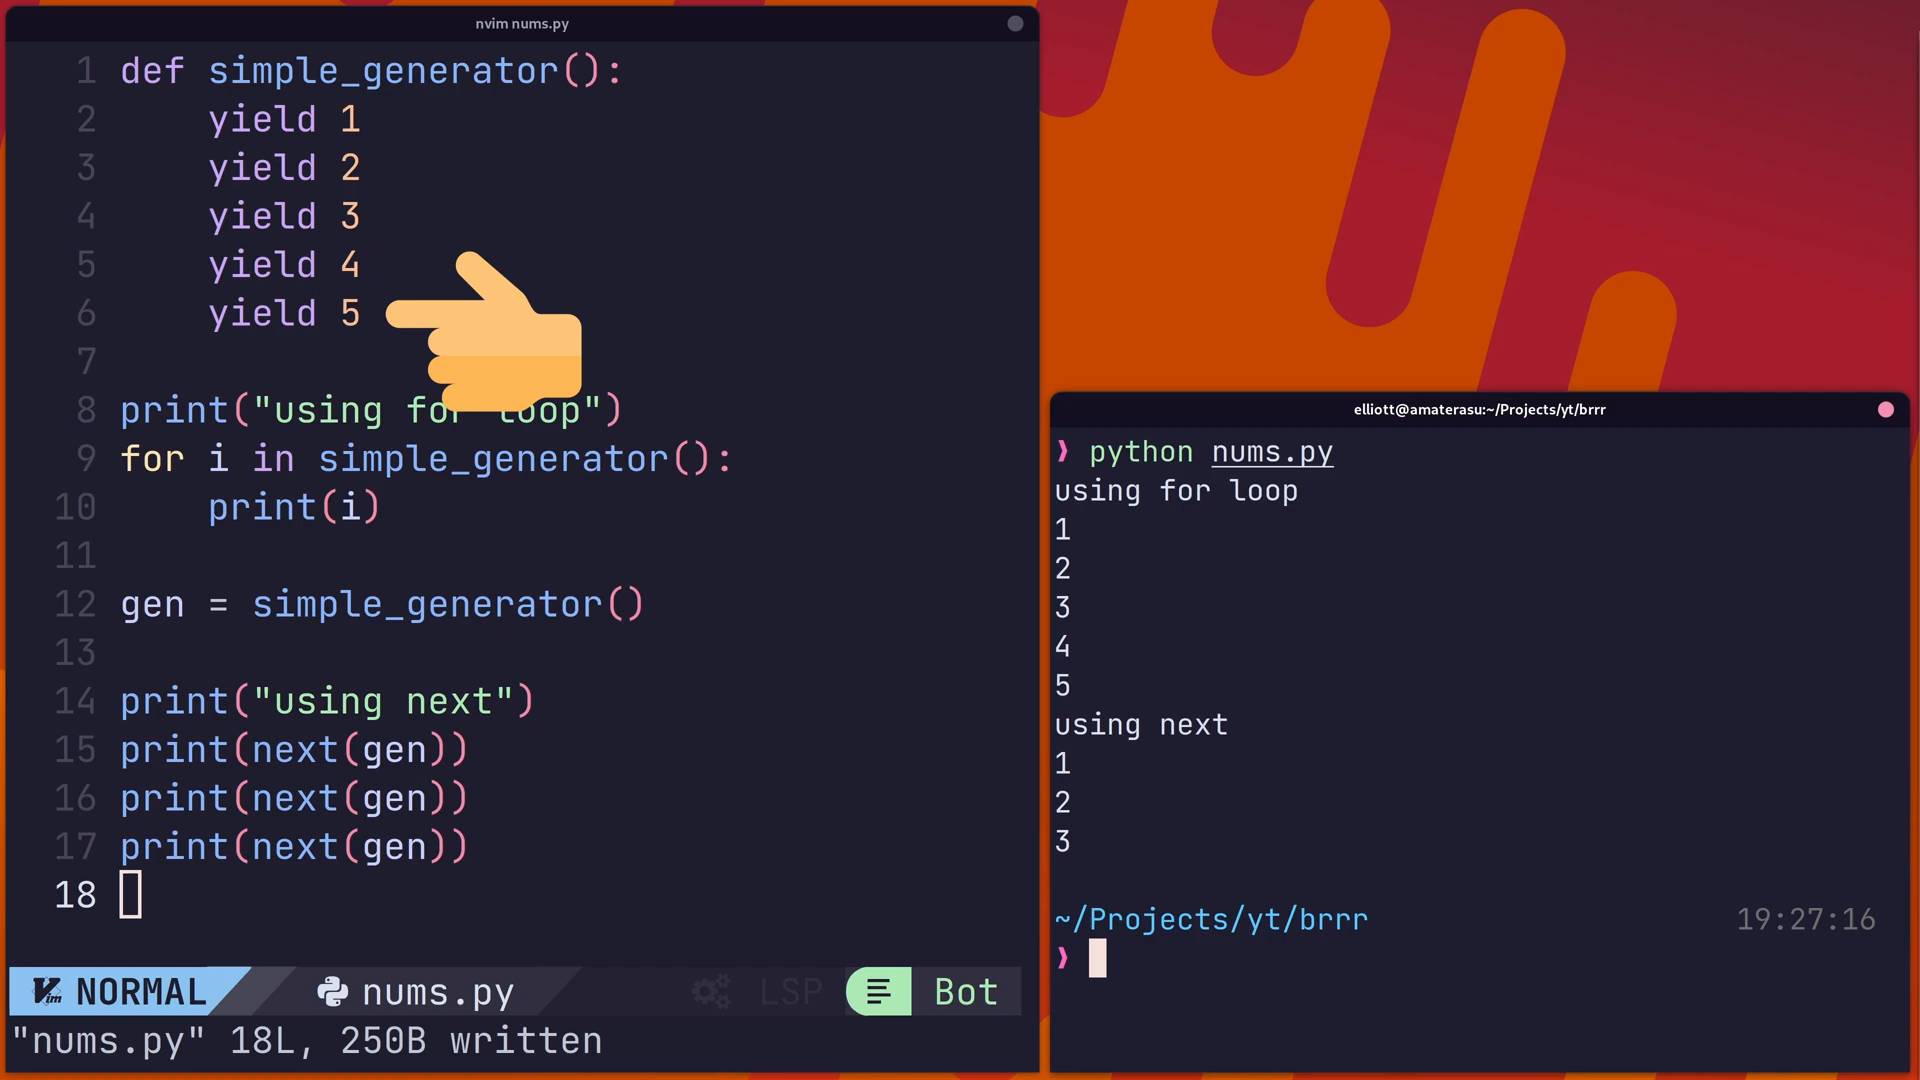 nvim nums.py
1 def simple_generator():
2 yield 1
3 yield 2
4 yield 3
5 yield 4
6 yield 5
7
8 print("using for loop")
9 for i in simple_generator():
10 print(i)
11
12 gen = simple_generator()
13
14 print("using next")
15 print(next(gen))
16 print(next(gen))
17 print(next(gen))
18
NORMAL nums.py LSP Bot
"nums.py" 18L, 250B written
elliott@amaterasu:~/Projects/yt/brrr
❯ python nums.py
using for loop
1
2
3
4
5
using next
1
2
3
~/Projects/yt/brrr 19:27:16
❯